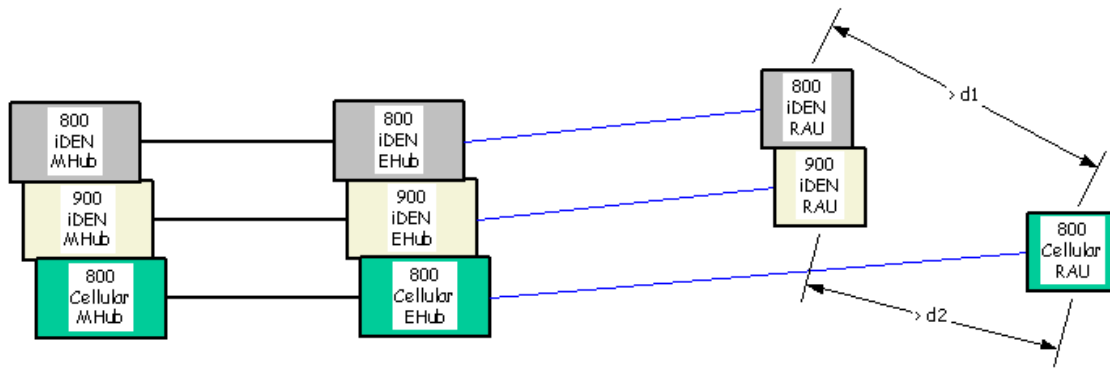 800
iDEN
MHub
800
iDEN
EHub
800
iDEN
RAU
> d1
900
iDEN
MHub
900
iDEN
EHub
900
iDEN
RAU
800
Cellular
MHub
800
Cellular
EHub
800
Cellular
RAU
> d2